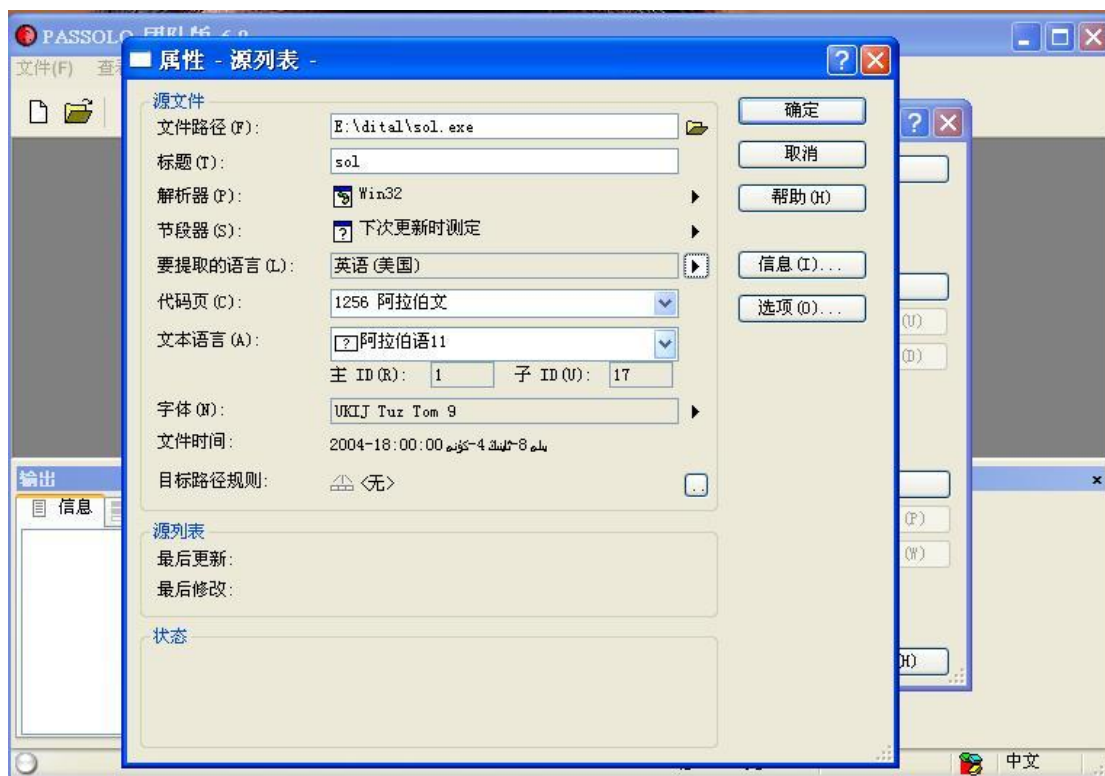 PASSOLO 团队版 6.0
文件(F) 查看
属性 - 源列表 -
源文件
文件路径(F): E:\dital\sol.exe
确定
标题(T): sol
取消
解析器(P): Win32
帮助(H)
节段器(S): 下次更新时测定
要提取的语言(L): 英语(美国)
信息(I)...
代码页(C): 1256 阿拉伯文
选项(O)...
(U)
文本语言(A): 阿拉伯语11
(D)
主 ID(R): 1 子 ID(U): 17
字体(N): UKIJ Tuz Tom 9
文件时间: 2004-18:00:00
目标路径规则: <无>
输出
信息
(P)
源列表
最后更新:
(W)
最后修改:
状态
(H)
中文